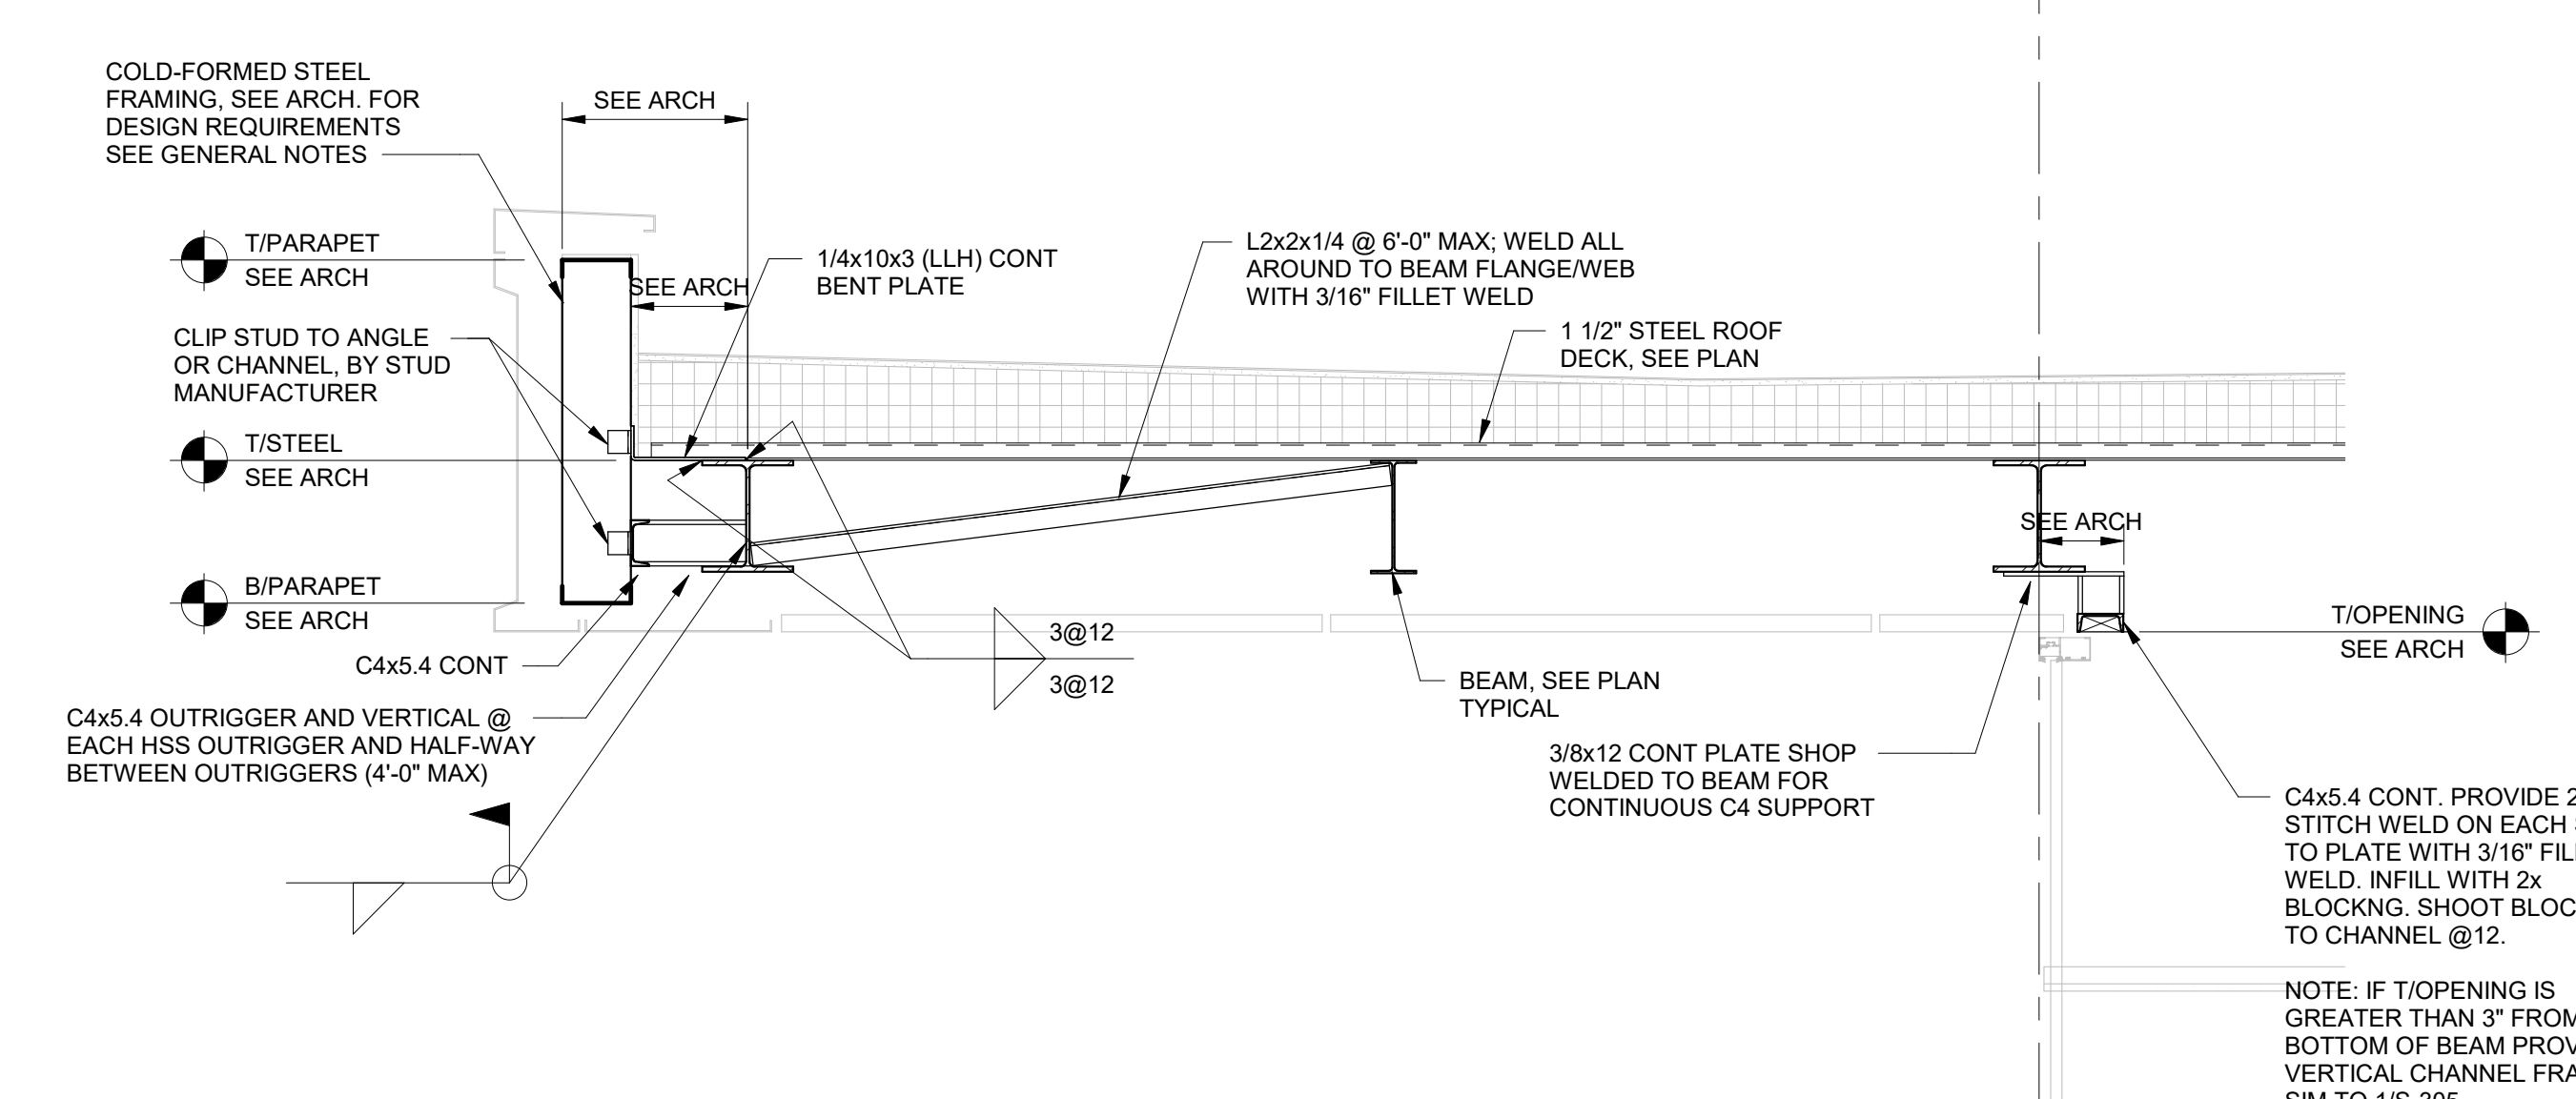 COLD-FORMED STEEL
FRAMING, SEE ARCH. FOR
DESIGN REQUIREMENTS
SEE GENERAL NOTES
SEE ARCH
T/PARAPET
SEE ARCH
SEE ARCH
1/4x10x3 (LLH) CONT
BENT PLATE
L2x2x1/4 @ 6'-0" MAX; WELD ALL
AROUND TO BEAM FLANGE/WEB
WITH 3/16" FILLET WELD
1 1/2" STEEL ROOF
DECK, SEE PLAN
CLIP STUD TO ANGLE
OR CHANNEL, BY STUD
MANUFACTURER
T/STEEL
SEE ARCH
SEE ARCH
B/PARAPET
SEE ARCH
T/OPENING
SEE ARCH
3@12
3@12
C4x5.4 CONT
BEAM, SEE PLAN
TYPICAL
C4x5.4 OUTRIGGER AND VERTICAL @
EACH HSS OUTRIGGER AND HALF-WAY
BETWEEN OUTRIGGERS (4'-0" MAX)
3/8x12 CONT PLATE SHOP
WELDED TO BEAM FOR
CONTINUOUS C4 SUPPORT
C4x5.4 CONT. PROVIDE 2
STITCH WELD ON EACH
TO PLATE WITH 3/16"
WELD. INFILL WITH 2x
BLOCKNG. SHOOT
TO CHANNEL @12.
NOTE: IF T/OPENING IS
GREATER THAN 3" FROM
BOTTOM OF BEAM
VERTICAL CHANNEL
SIM TO 1/S-305